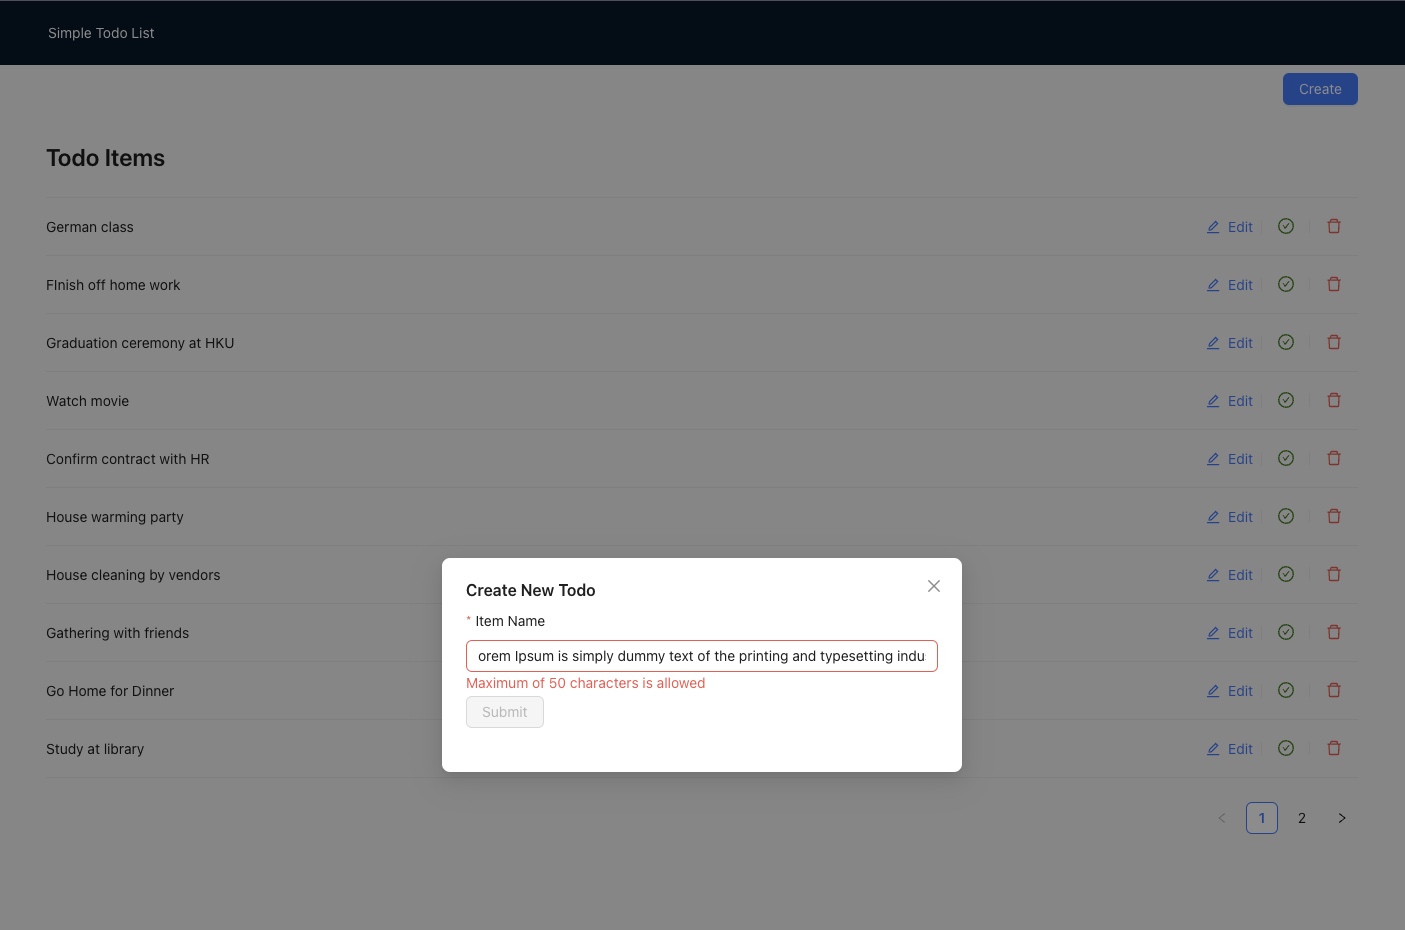 Simple Todo List
Create
Todo Items
German class
Edit
FInish off home work
Edit
Graduation ceremony at HKU
Edit
Watch movie
Edit
Confirm contract with HR
Edit
House warming party
Edit
House cleaning by vendors
Edit
Gathering with friends
Edit
Go Home for Dinner
Edit
Study at library
Edit
Create New Todo
* Item Name
orem Ipsum is simply dummy text of the printing and typesetting indu
Maximum of 50 characters is allowed
Submit
1 2